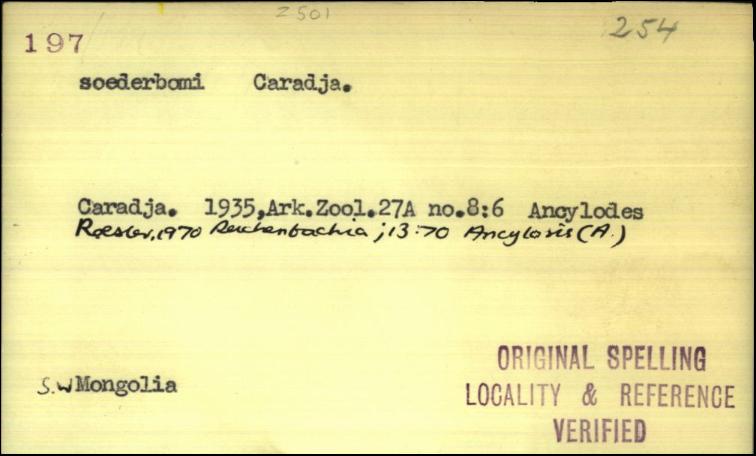 2501
254
197
soederbomi Caradja.
Caradja. 1935,Ark.Zool.27A no.8:6 Ancylodes
Roesler,1970 Reichenbachia ; 13:70 Ancylosis (A.)
S.W Mongolia
ORIGINAL SPELLING
LOCALITY & REFERENCE
VERIFIED